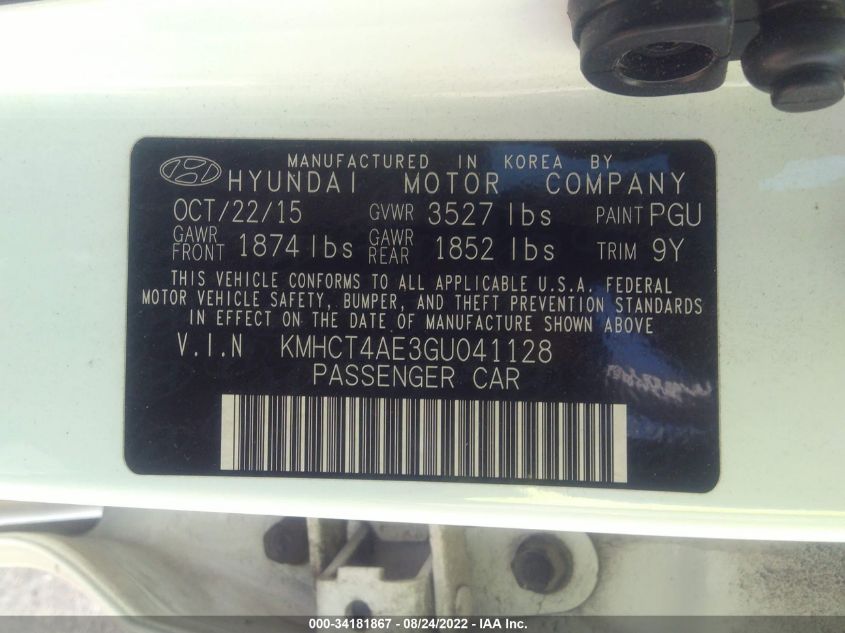 MANUFACTURED IN KOREA BY
HYUNDAI MOTOR COMPANY
OCT/22/15 GVWR 3527 lbs PAINT PGU
GAWR FRONT 1874 lbs GAWR REAR 1852 lbs TRIM 9Y
THIS VEHICLE CONFORMS TO ALL APPLICABLE U.S.A. FEDERAL
MOTOR VEHICLE SAFETY, BUMPER, AND THEFT PREVENTION STANDARDS
IN EFFECT ON THE DATE OF MANUFACTURE SHOWN ABOVE
V.I.N KMHCT4AE3GU041128
PASSENGER CAR
000-34181867 - 08/24/2022 - IAA Inc.